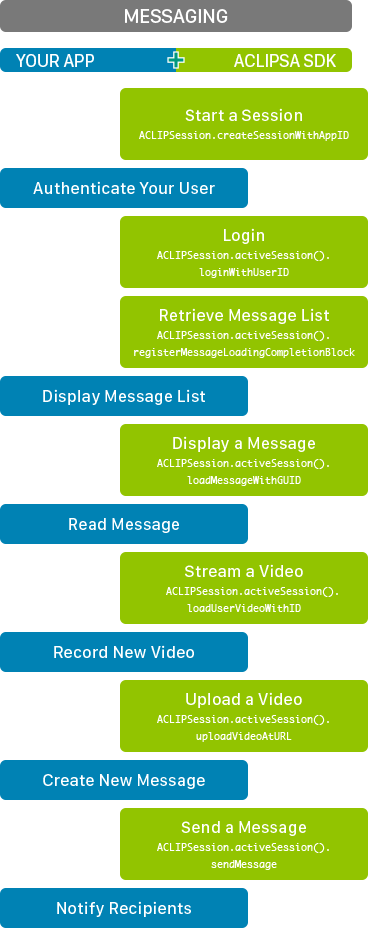 MESSAGING
YOUR APP
ACLIPSA SDK
Start a Session
ACLIPSession.createSessionWithAppID
Authenticate Your User
Login
ACLIPSession.activeSession().
loginWithUserID
Retrieve Message List
ACLIPSession.activeSession().
registerMessageLoadingCompletionBlock
Display Message List
Display a Message
ACLIPSession.activeSession().
loadMessageWithGUID
Read Message
Stream a Video
ACLIPSession.activeSession().
loadUserVideoWithID
Record New Video
Upload a Video
ACLIPSession.activeSession().
uploadVideoAtURL
Create New Message
Send a Message
ACLIPSession.activeSession().
sendMessage
Notify Recipients